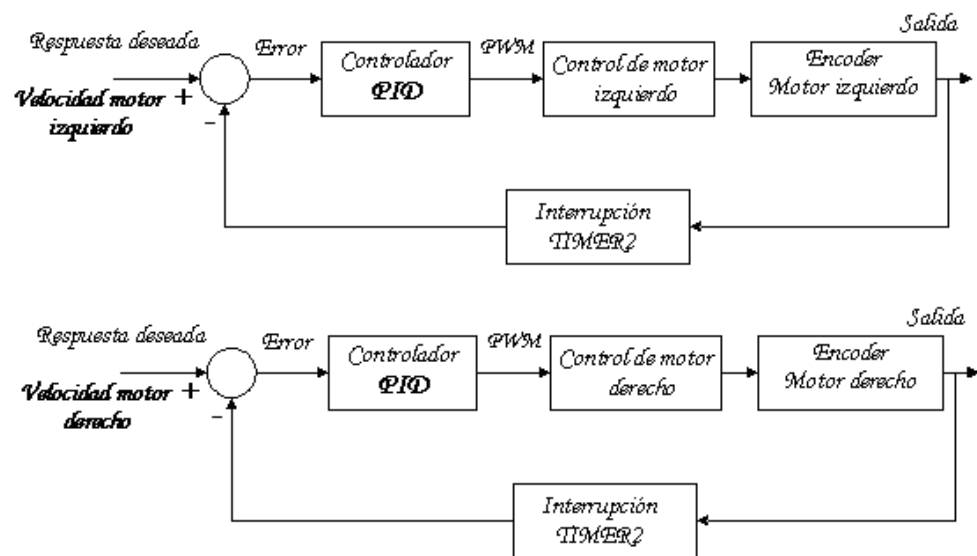 Salida
Respuesta deseada
Error
Controlador
PID
PWM
Control de motor
izquierdo
Encoder
Motor izquierdo
Velocidad motor +
izquierdo
−
Interrupción
TIMER2
Salida
Respuesta deseada
Error
Controlador
PID
PWM
Control de motor
derecho
Encoder
Motor derecho
Velocidad motor +
derecho
−
Interrupción
TIMER2